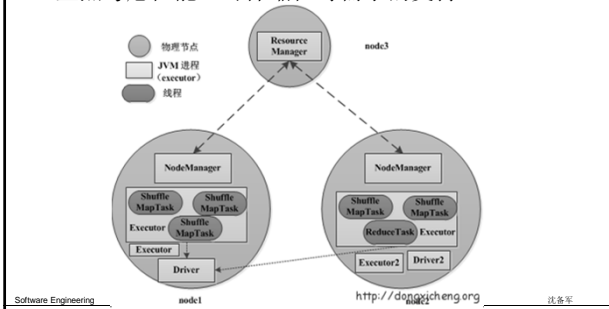 Resource
Manager
node3
物理节点
JVM 进程
(executor)
线程
NodeManager
Shuffle
MapTask
Shuffle
MapTask
Shuffle
MapTask
Executor
Executor
Driver
node1
NodeManager
Shuffle
MapTask
Shuffle
MapTask
ReduceTask
Executor
Executor2
Driver2
http://dongxicheng.org
node2
Software Engineering
沈备军